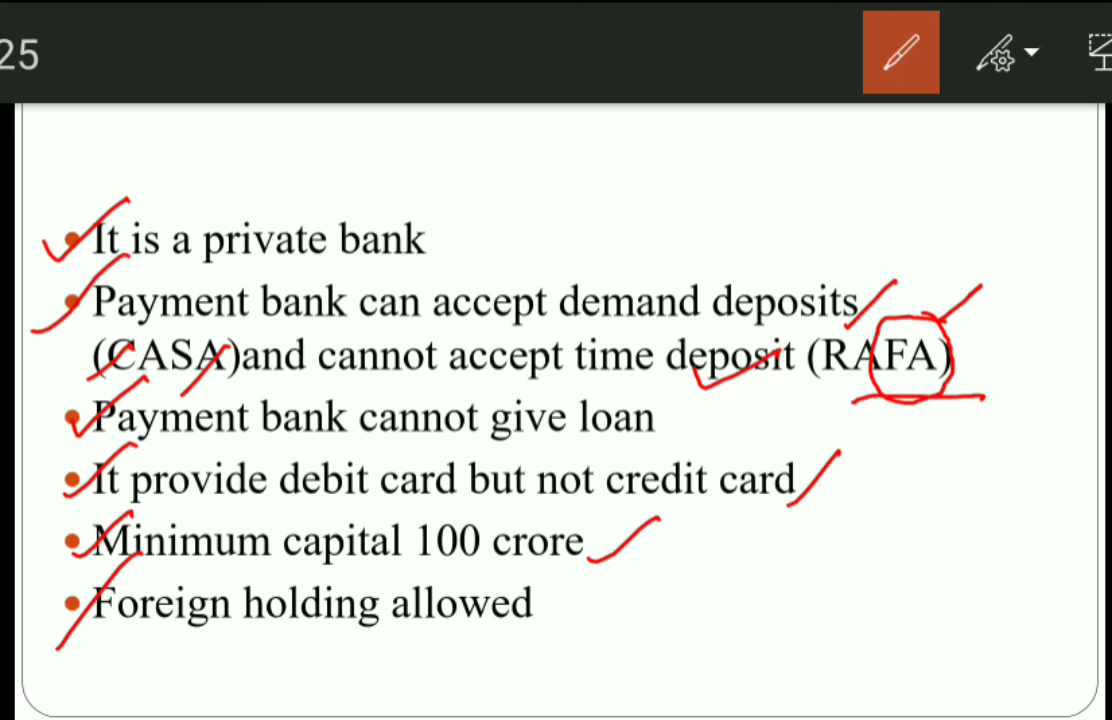 25
• It is a private bank
• Payment bank can accept demand deposits
(CASA)and cannot accept time deposit (RAFA)
• Payment bank cannot give loan
• It provide debit card but not credit card
• Minimum capital 100 crore
• Foreign holding allowed